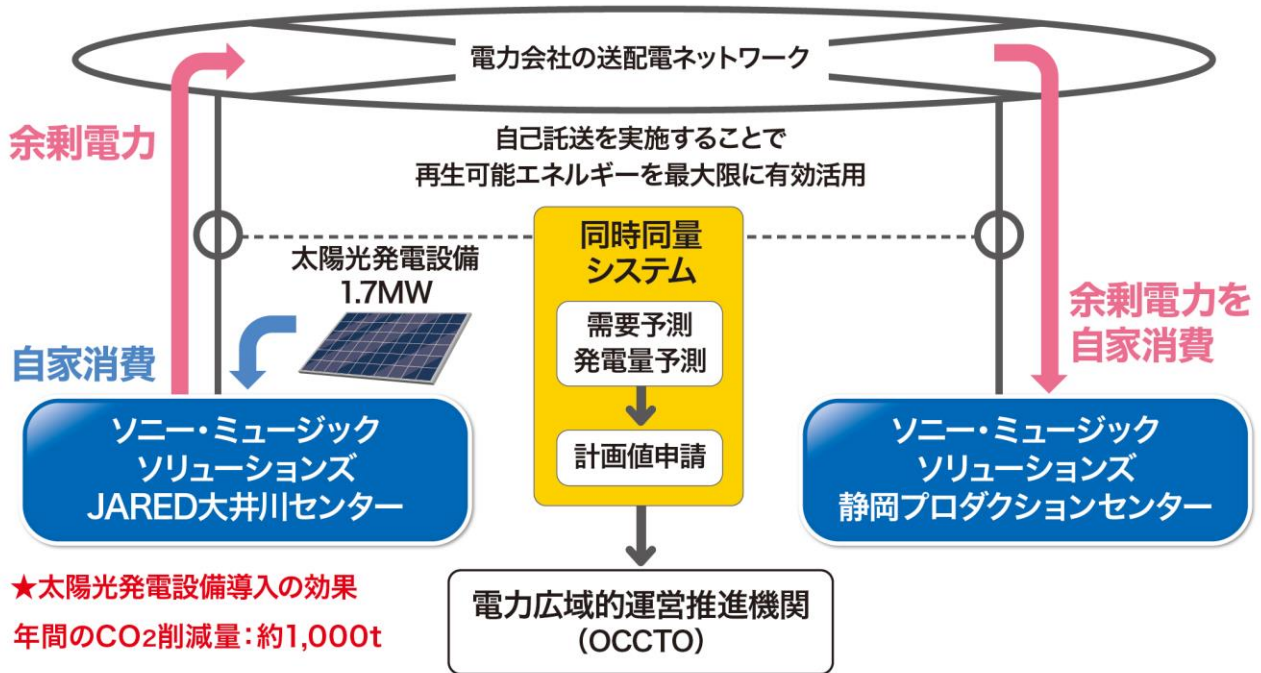 電力会社の送配電ネットワーク
余剰電力
自己託送を実施することで
再生可能エネルギーを最大限に有効活用
太陽光発電設備
1.7MW
自家消費
同時同量
システム
需要予測
発電量予測
計画値申請
余剰電力を
自家消費
ソニー・ミュージック
ソリューションズ
JARED大井川センター
ソニー・ミュージック
ソリューションズ
静岡プロダクションセンター
★太陽光発電設備導入の効果
年間のCO2削減量：約1,000t
電力広域的運営推進機関
(OCCTO)